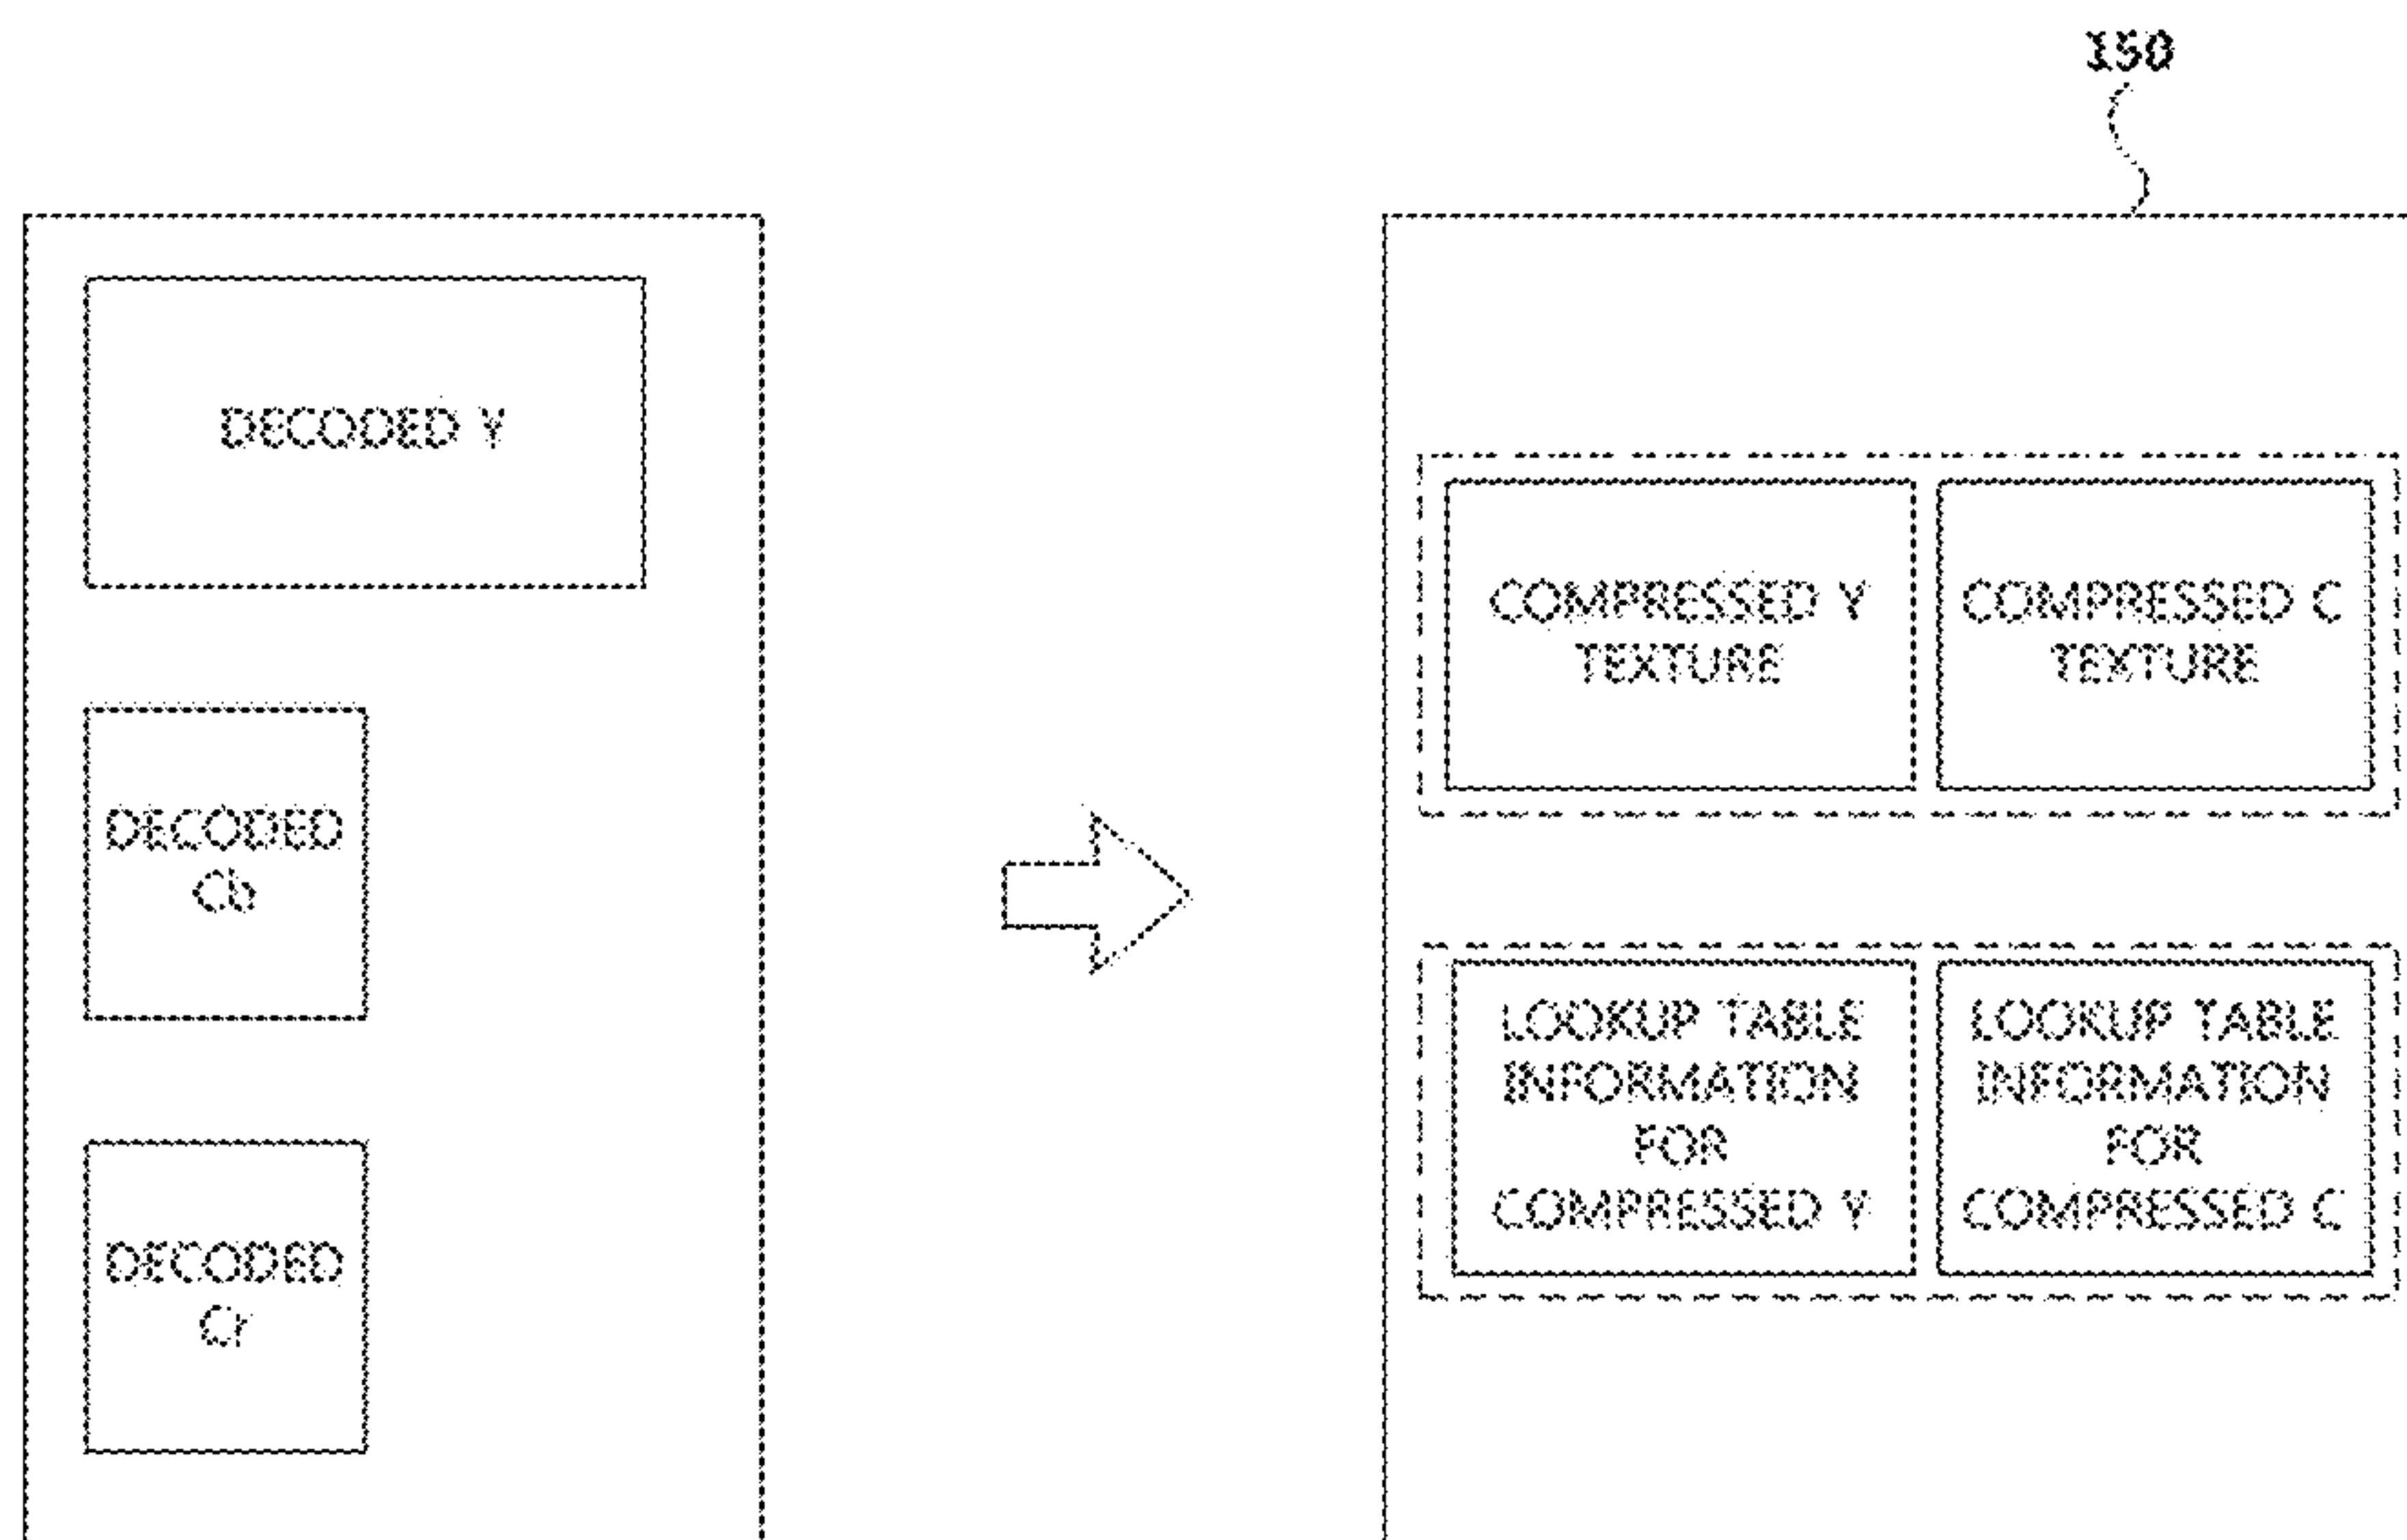 150
DECODED Y
DECODED
Cb
DECODED
Cr
COMPRESSED Y
TEXTURE
COMPRESSED C
TEXTURE
LOOKUP TABLE
INFORMATION
FOR
COMPRESSED Y
LOOKUP TABLE
INFORMATION
FOR
COMPRESSED C